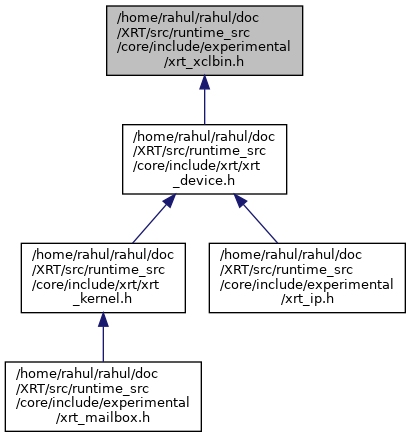 /home/rahul/rahul/doc
/XRT/src/runtime_src
/core/include/experimental
/xrt_xclbin.h
/home/rahul/rahul/doc
/XRT/src/runtime_src
/core/include/xrt/xrt
_device.h
/home/rahul/rahul/doc
/XRT/src/runtime_src
/core/include/xrt/xrt
_kernel.h
/home/rahul/rahul/doc
/XRT/src/runtime_src
/core/include/experimental
/xrt_ip.h
/home/rahul/rahul/doc
/XRT/src/runtime_src
/core/include/experimental
/xrt_mailbox.h